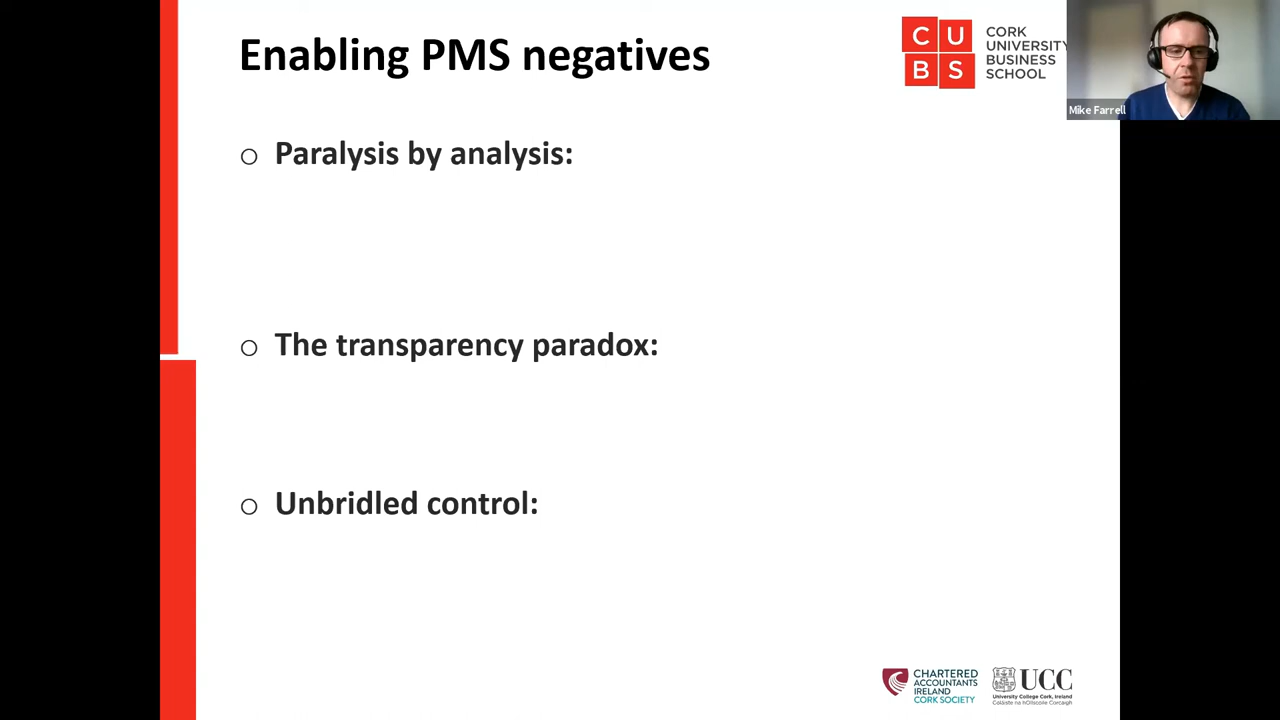 Enabling PMS negatives
C U
B S
CORK
UNIVERSITY
BUSINESS
SCHOOL
Mike Farrell
o Paralysis by analysis:
o The transparency paradox:
o Unbridled control:
CHARTERED
ACCOUNTANTS
IRELAND
CORK SOCIETY
UCC
University College Cork, Ireland
Coláiste na hOllscoile Corcaigh